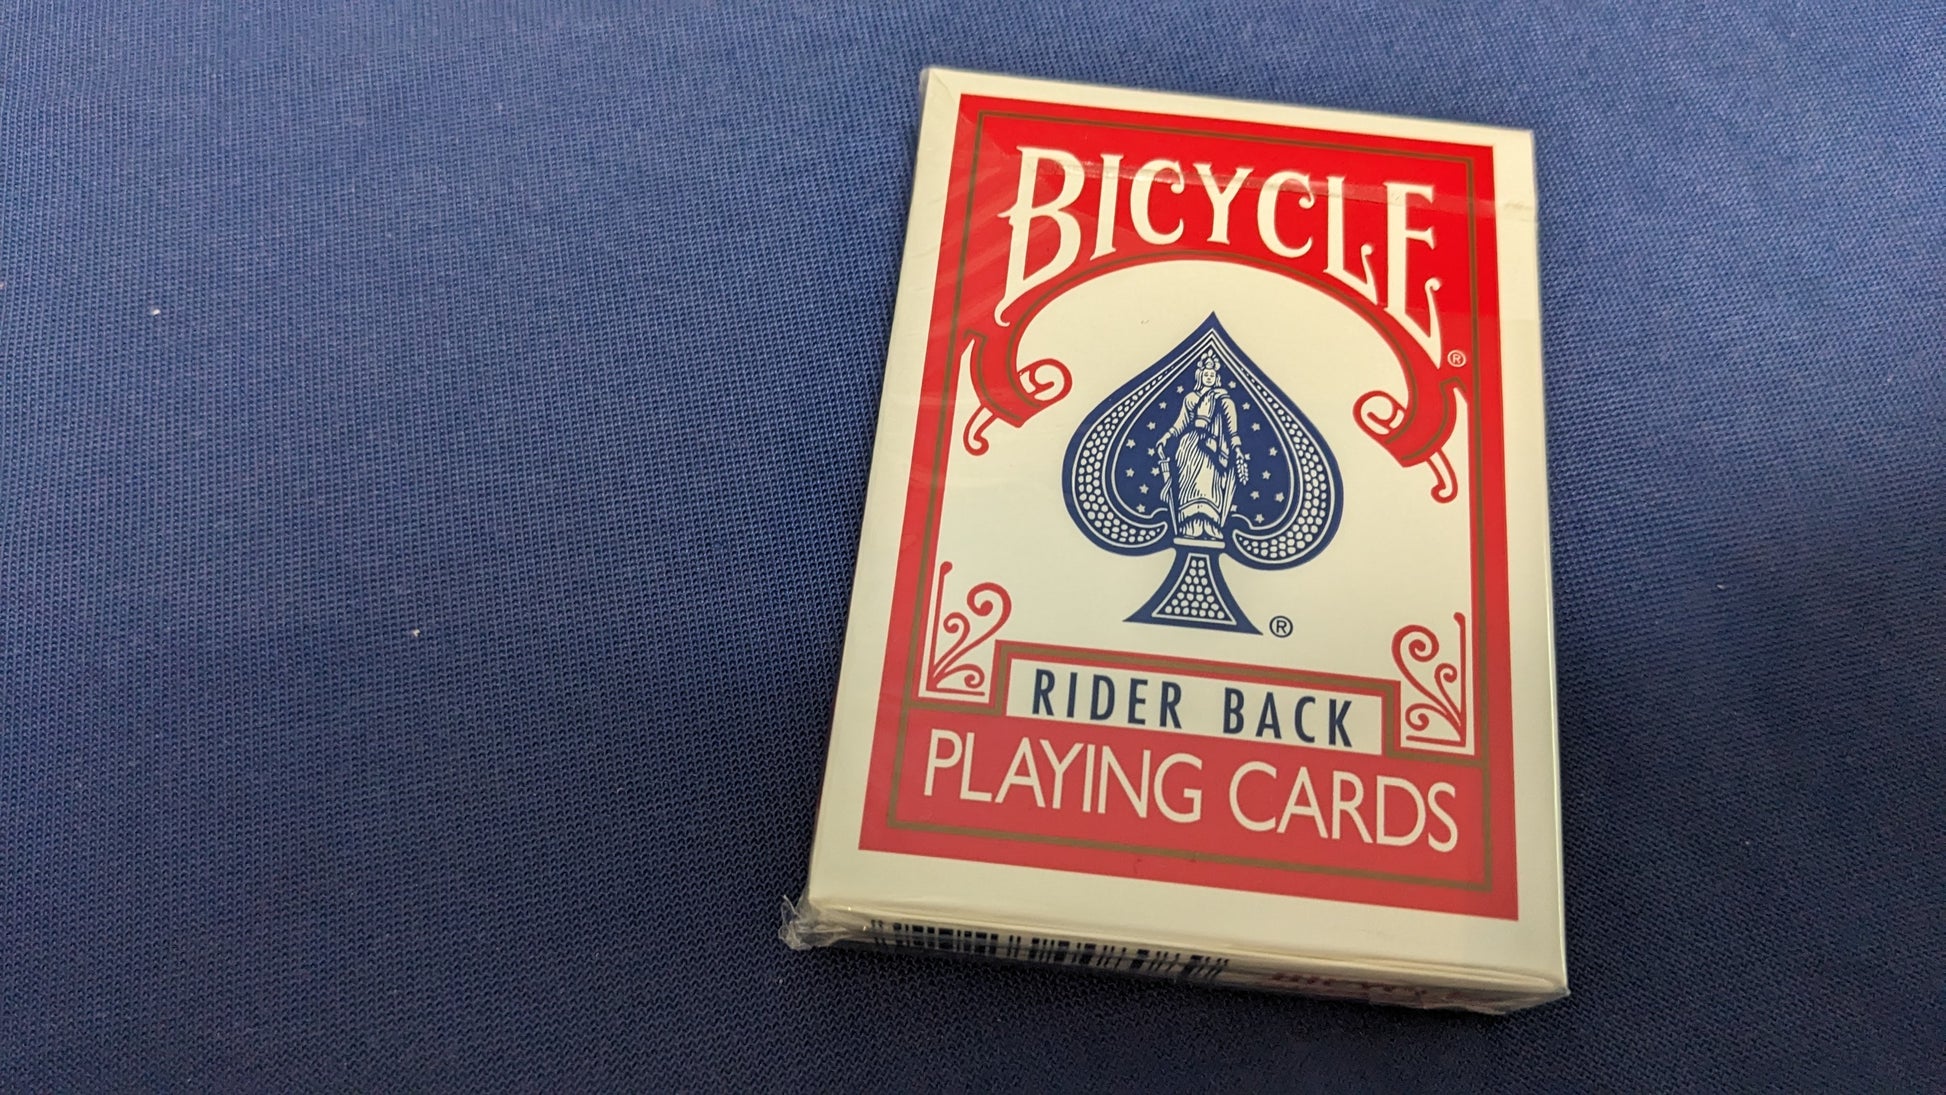 BICYCLE®
®
RIDER BACK
PLAYING CARDS